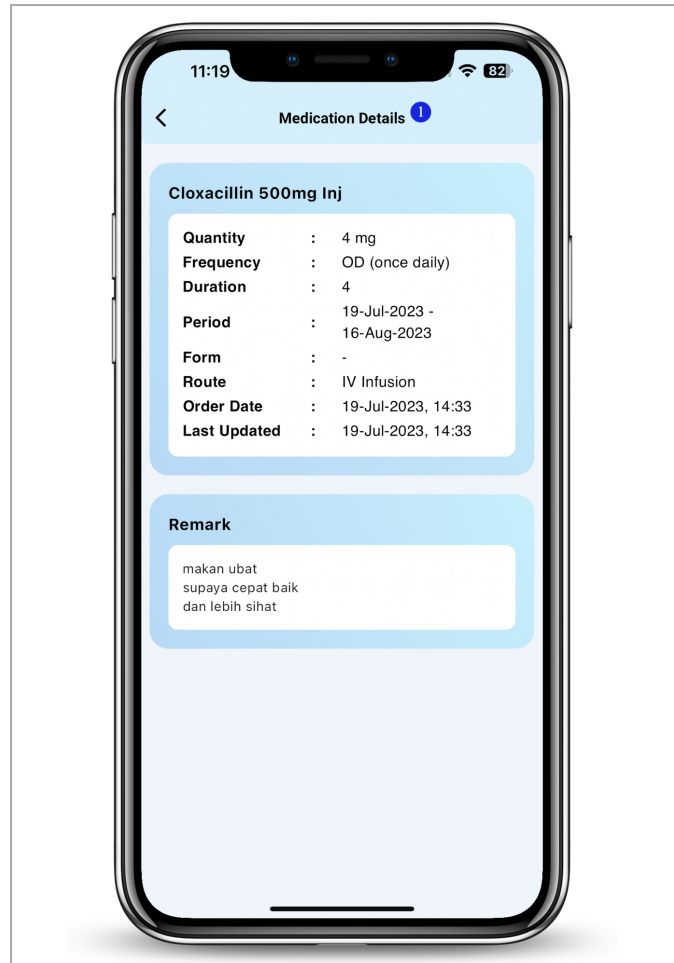 11:19
82
Medication Details 1
Cloxacillin 500mg Inj
Quantity : 4 mg
Frequency : OD (once daily)
Duration : 4
Period : 19-Jul-2023 -
16-Aug-2023
Form : -
Route : IV Infusion
Order Date : 19-Jul-2023, 14:33
Last Updated : 19-Jul-2023, 14:33
Remark
makan ubat
supaya cepat baik
dan lebih sihat